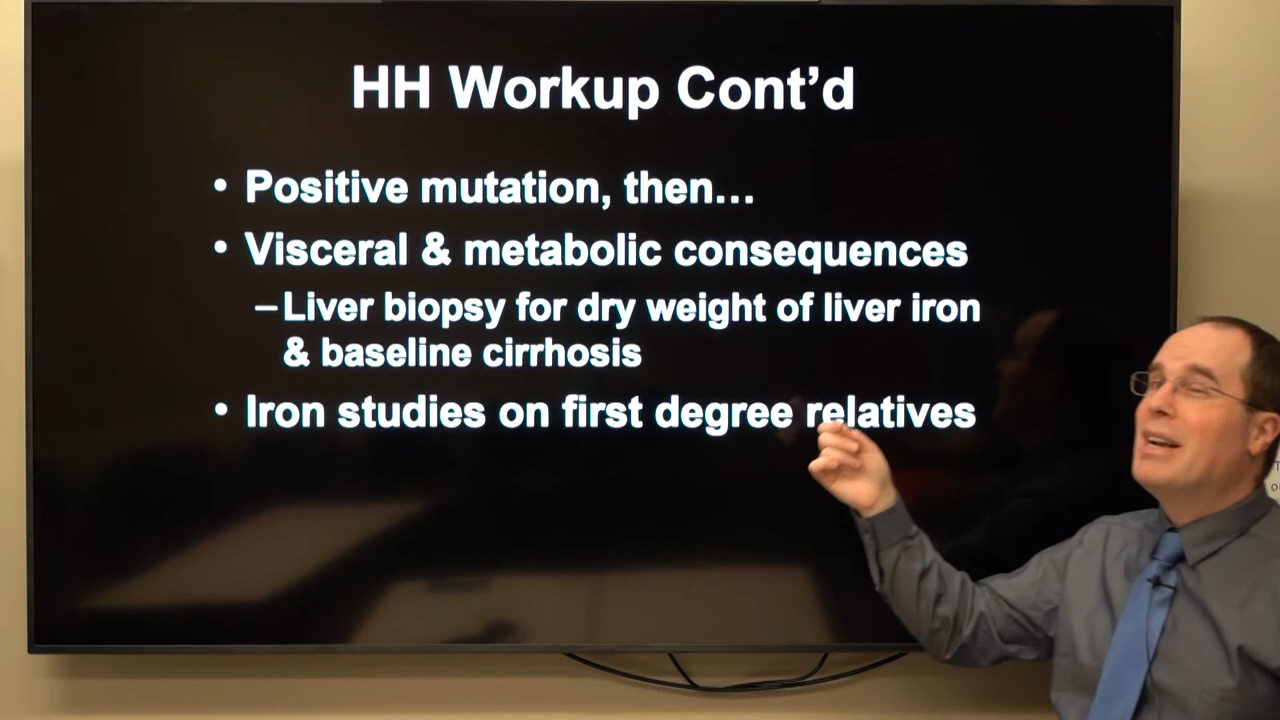 HH Workup Cont’d
• Positive mutation, then…
• Visceral & metabolic consequences
–Liver biopsy for dry weight of liver iron
& baseline cirrhosis
• Iron studies on first degree relatives